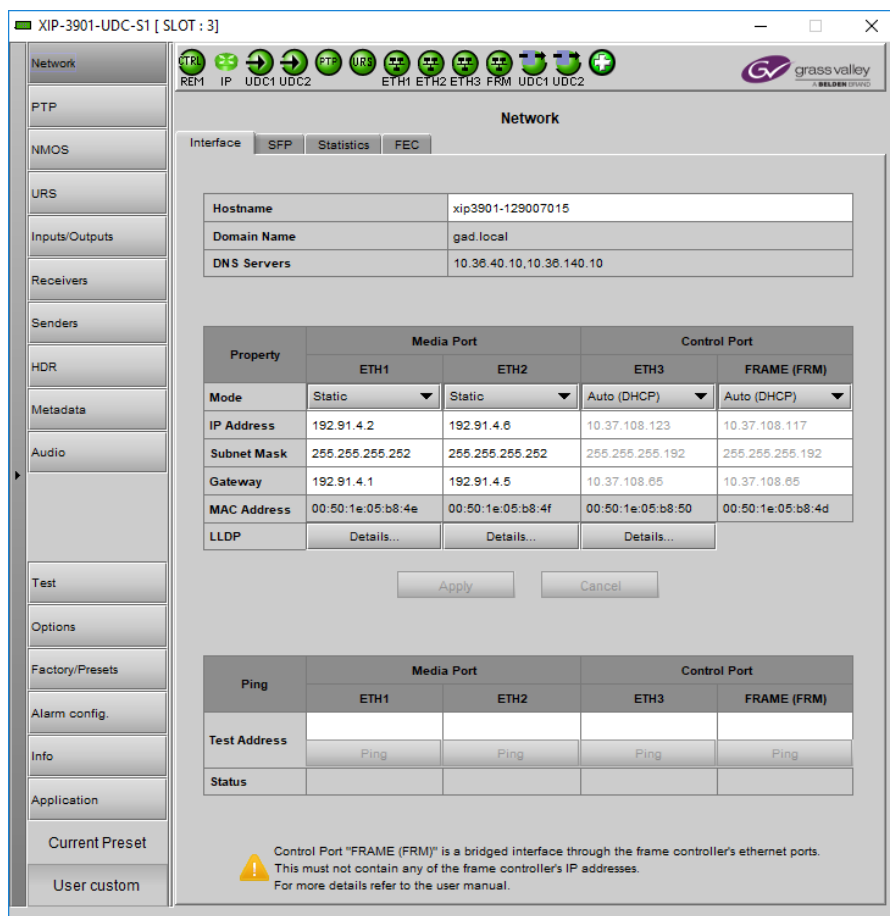 XIP-3901-UDC-S1 [ SLOT : 3]
Network
PTP
NMOS
URS
Inputs/Outputs
Receivers
Senders
HDR
Metadata
Audio
Test
Options
Factory/Presets
Alarm config.
Info
Application
Current Preset
User custom
CTRL PTP URS
REM IP UDC1 UDC2 ETH1 ETH2 ETH3 FRM UDC1 UDC2
GV grass valley
A BELDEN BRAND
Network
Interface SFP Statistics FEC
Hostname xip3901-129007015
Domain Name gad.local
DNS Servers 10.36.40.10,10.36.140.10
Property Media Port Control Port
ETH1 ETH2 ETH3 FRAME (FRM)
Mode Static Static Auto (DHCP) Auto (DHCP)
IP Address 192.91.4.2 192.91.4.6 10.37.108.123 10.37.108.117
Subnet Mask 255.255.255.252 255.255.255.252 255.255.255.192 255.255.255.192
Gateway 192.91.4.1 192.91.4.5 10.37.108.65 10.37.108.65
MAC Address 00:50:1e:05:b8:4e 00:50:1e:05:b8:4f 00:50:1e:05:b8:50 00:50:1e:05:b8:4d
LLDP Details... Details... Details...
Apply Cancel
Ping Media Port Control Port
ETH1 ETH2 ETH3 FRAME (FRM)
Test Address
Ping Ping Ping Ping
Status
Control Port "FRAME (FRM)" is a bridged interface through the frame controller's ethernet ports.
This must not contain any of the frame controller's IP addresses.
For more details refer to the user manual.